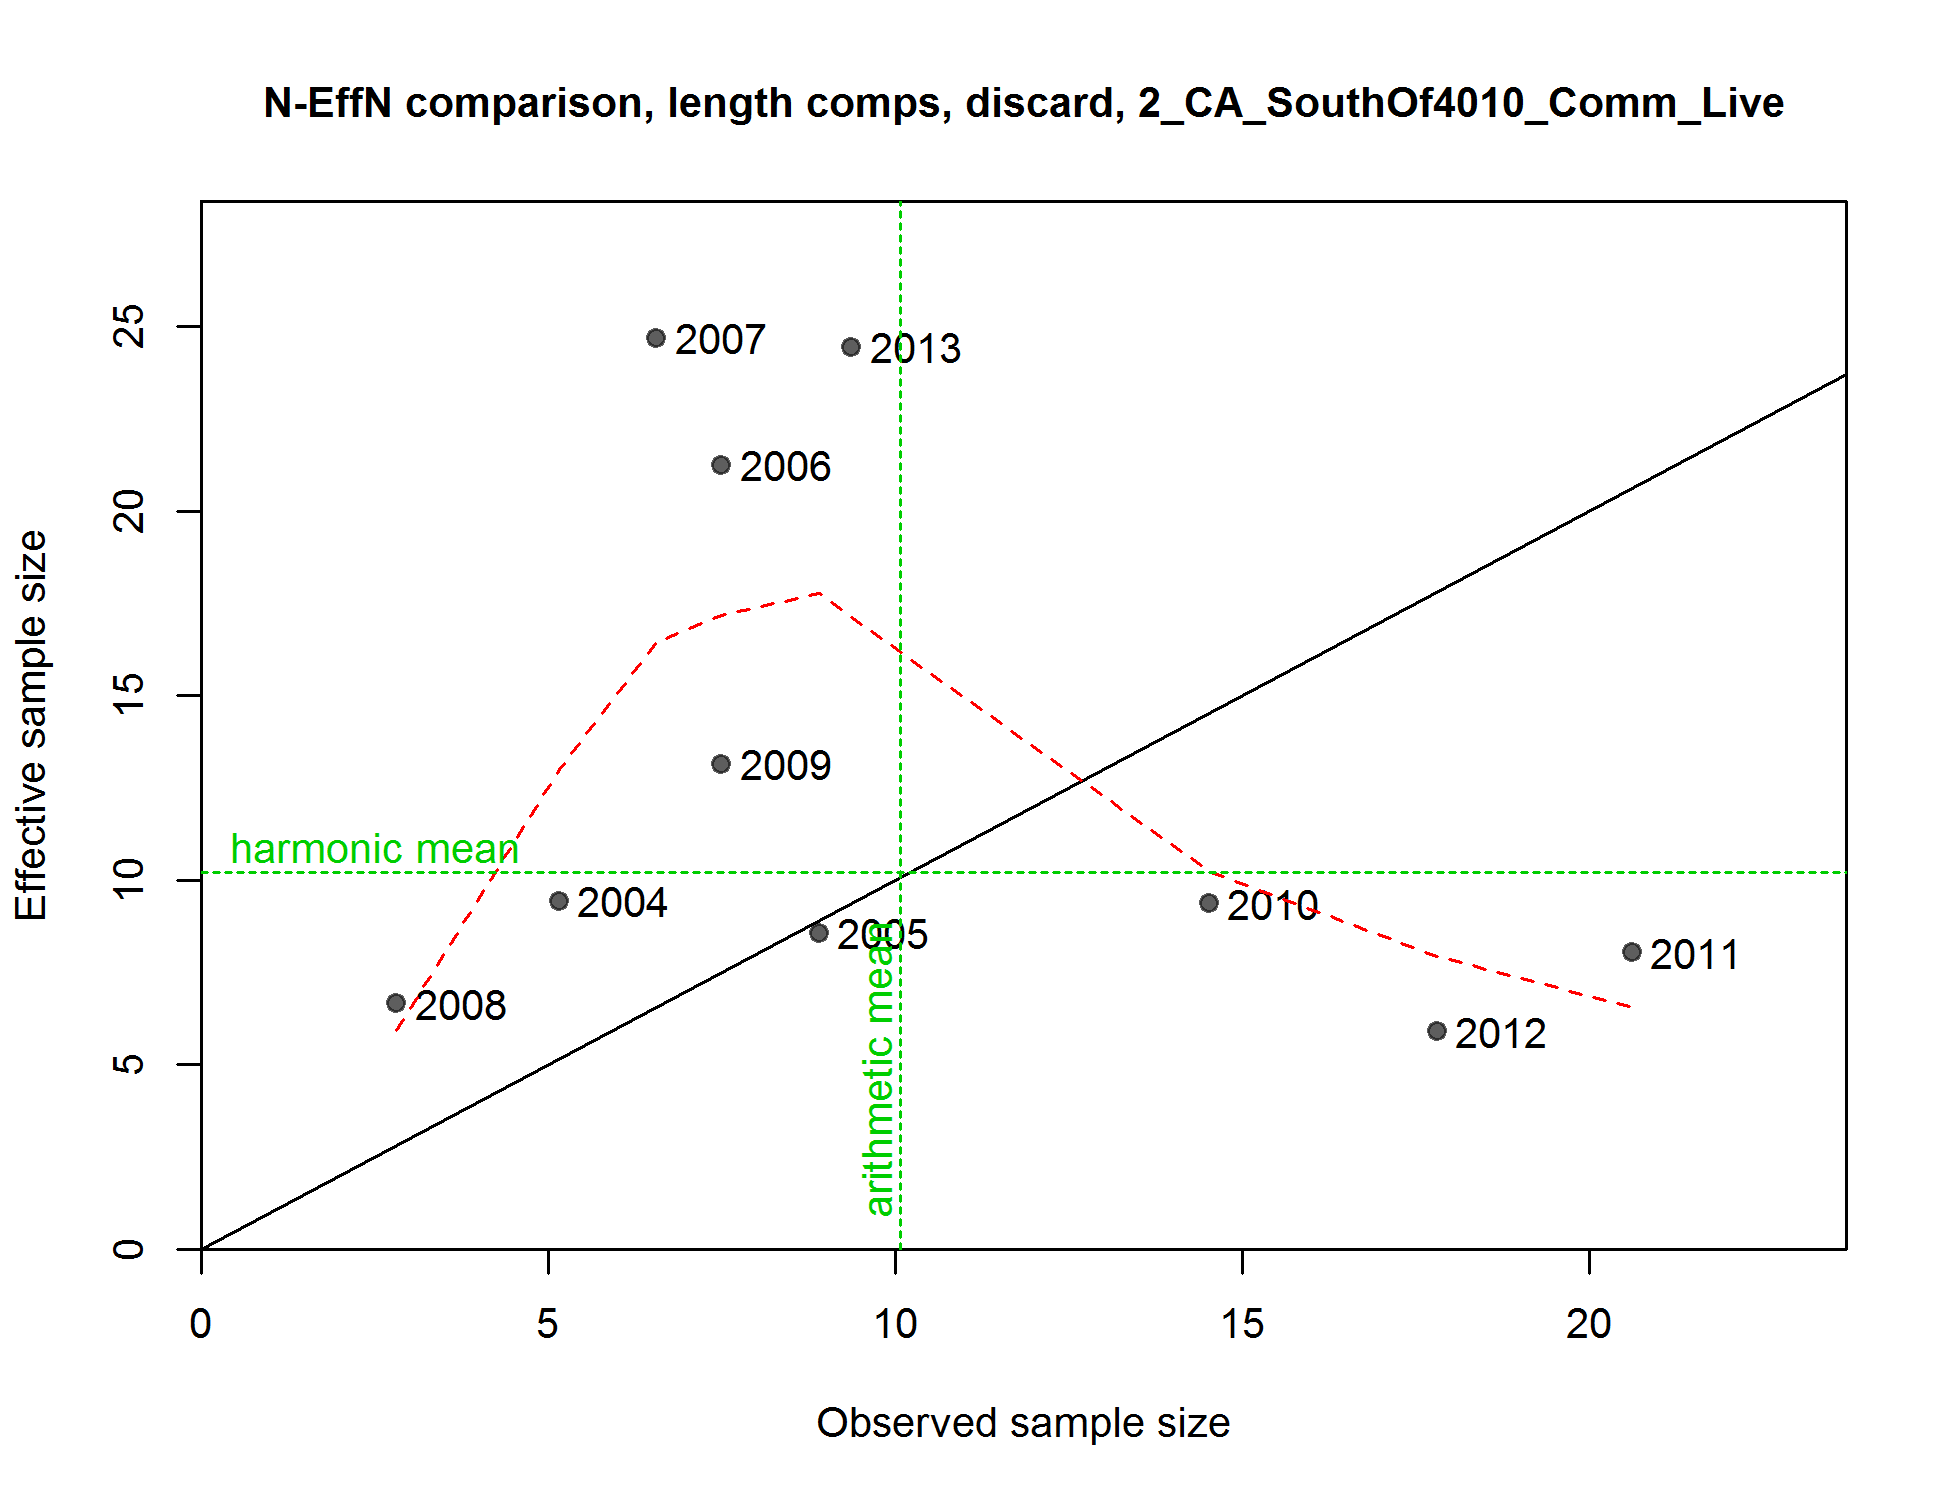 N-EffN comparison, length comps, discard, 2_CA_SouthOf4010_Comm_Live
25
20
15
10
5
0
Effective sample size
2007
2013
2006
2009
harmonic mean
2004
2005
2010
2011
2008
2012
arithmetic mean
0 5 10 15 20
Observed sample size